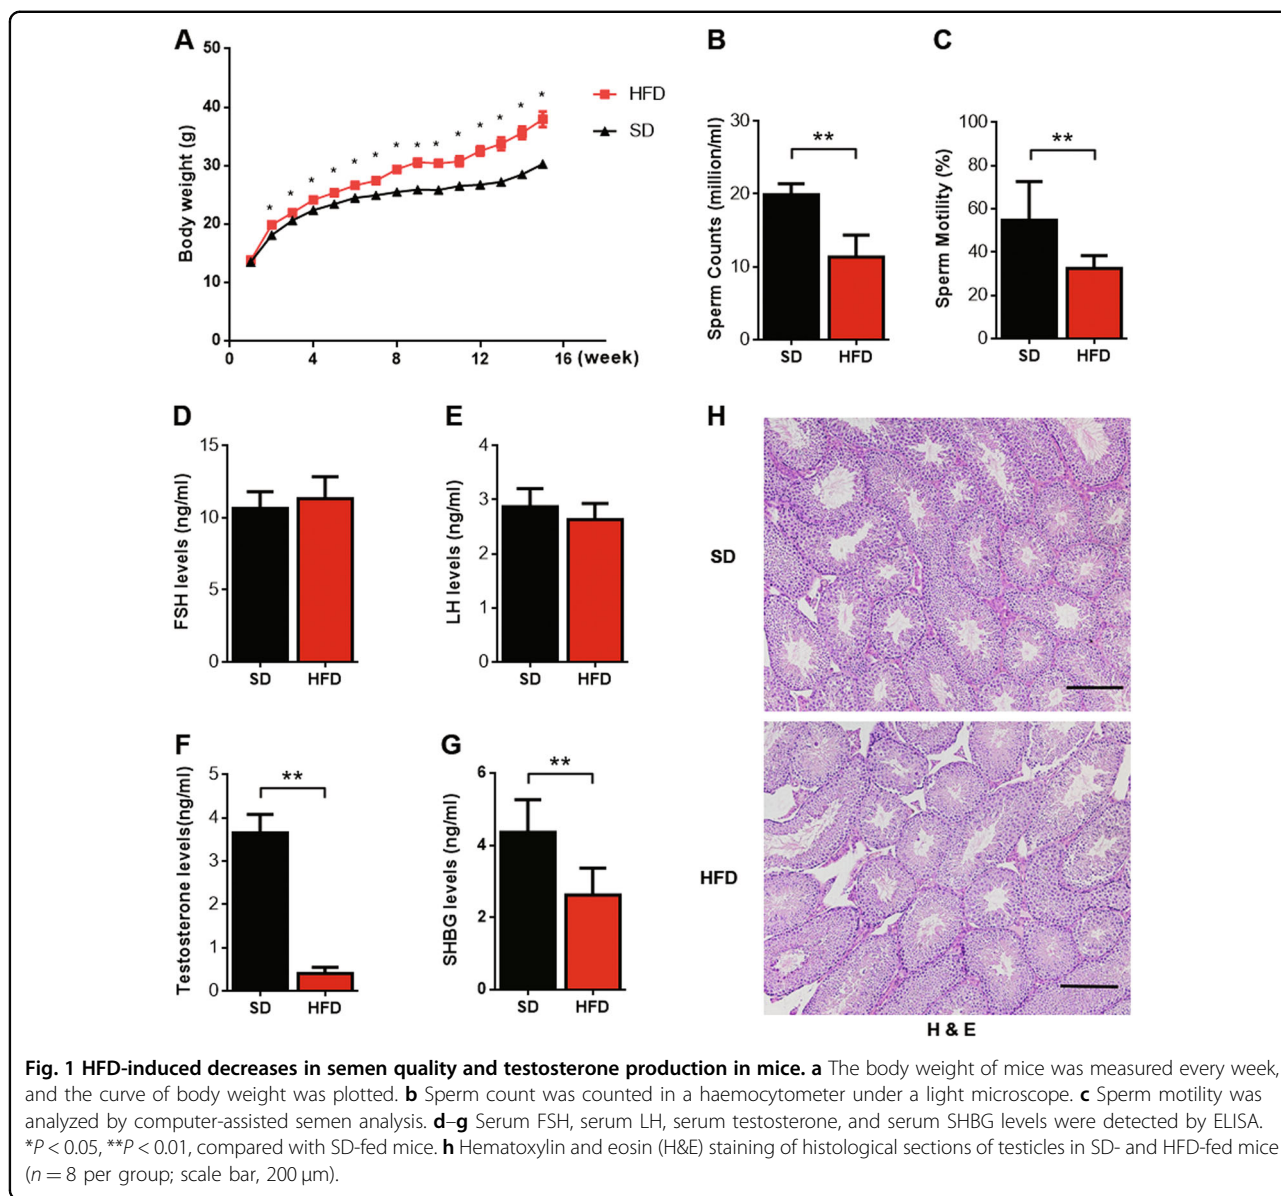 A
50
40
30
20
10
0
Body weight (g)
* * * * * * * * * * * * * *
HFD
SD
0 4 8 12 16 (week)
B
30
20
10
0
Sperm Counts (million/ml)
**
SD HFD
C
100
80
60
40
20
0
Sperm Motility (%)
**
SD HFD
D
15
10
5
0
FSH levels (ng/ml)
SD HFD
E
4
3
2
1
0
LH levels (ng/ml)
SD HFD
F
5
4
3
2
1
0
Testosterone levels(ng/ml)
**
SD HFD
G
6
4
2
0
SHBG levels (ng/ml)
**
SD HFD
H
SD
HFD
H & E
Fig. 1 HFD-induced decreases in semen quality and testosterone production in mice. a The body weight of mice was measured every week,
and the curve of body weight was plotted. b Sperm count was counted in a haemocytometer under a light microscope. c Sperm motility was
analyzed by computer-assisted semen analysis. d–g Serum FSH, serum LH, serum testosterone, and serum SHBG levels were detected by ELISA.
*P < 0.05, **P < 0.01, compared with SD-fed mice. h Hematoxylin and eosin (H&E) staining of histological sections of testicles in SD- and HFD-fed mice
(n = 8 per group; scale bar, 200 μm).